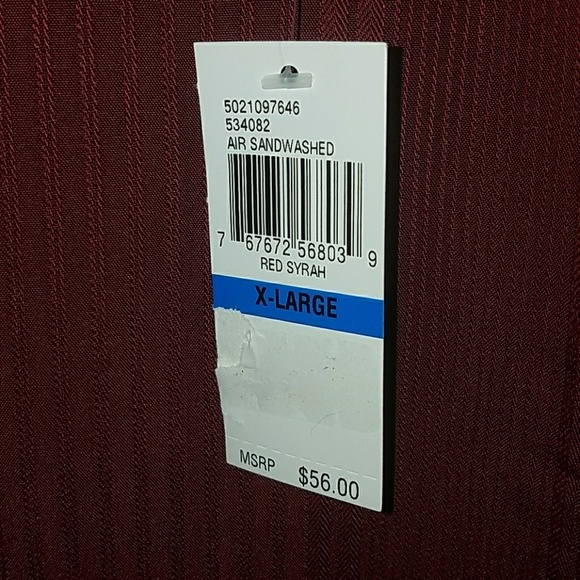 5021097646
534082
AIR SANDWASHED
7 67672 56803 9
RED SYRAH
X-LARGE
MSRP $56.00